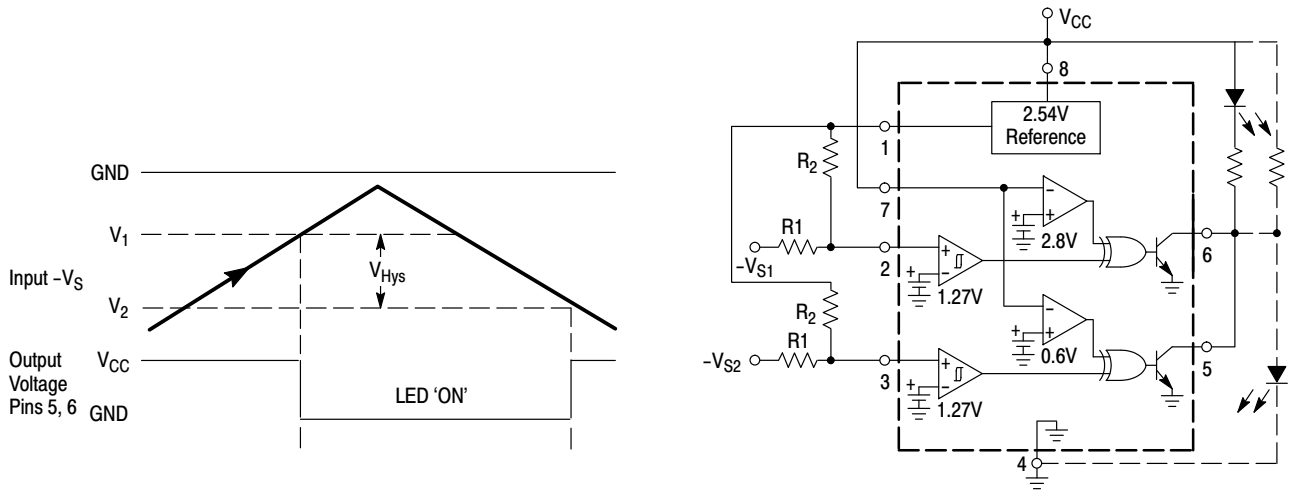 GND
V1
Input –VS
VHys
V2
Output
Voltage
Pins 5, 6
VCC
GND
LED 'ON'
VCC
8
2.54V
Reference
1
R2
7
–
+
+
2.8V
6
R1
–VS1
2
+
+
–
1.27V
R2
–
+
+
0.6V
5
R1
–VS2
3
+
+
–
1.27V
4